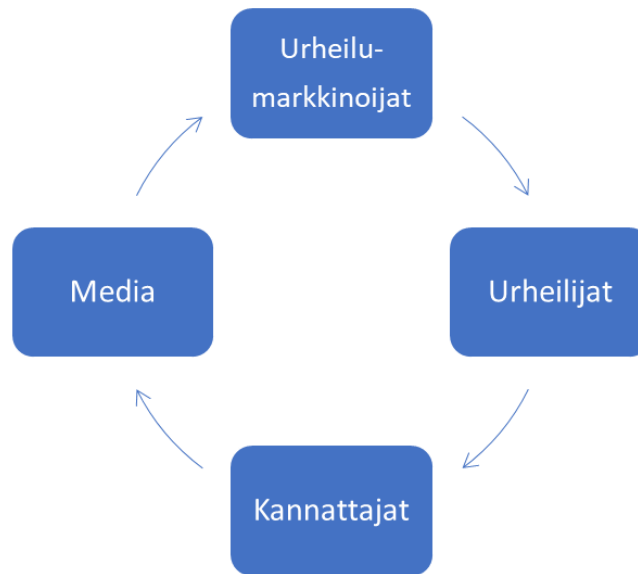 Urheilu-
markkinoijat
Media
Urheilijat
Kannattajat